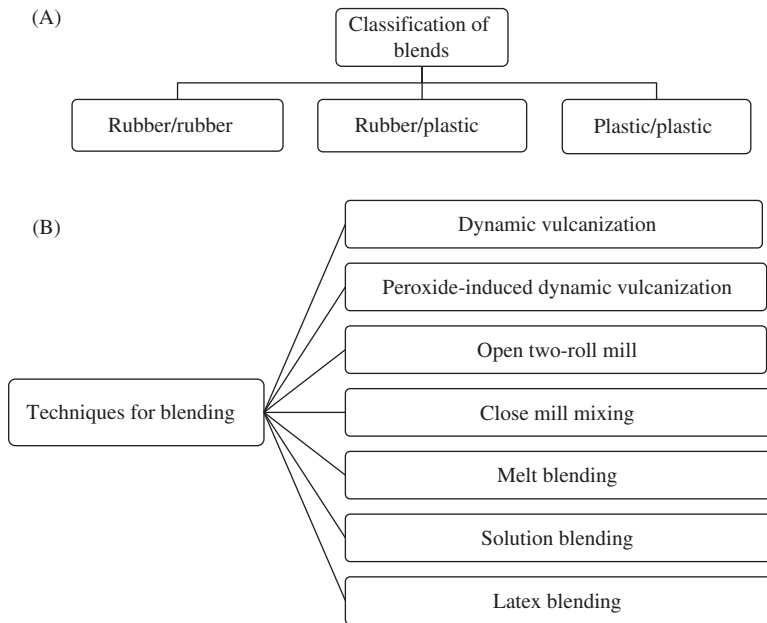 (A)
Classification of
blends
Rubber/rubber
Rubber/plastic
Plastic/plastic
(B)
Techniques for blending
Dynamic vulcanization
Peroxide-induced dynamic vulcanization
Open two-roll mill
Close mill mixing
Melt blending
Solution blending
Latex blending